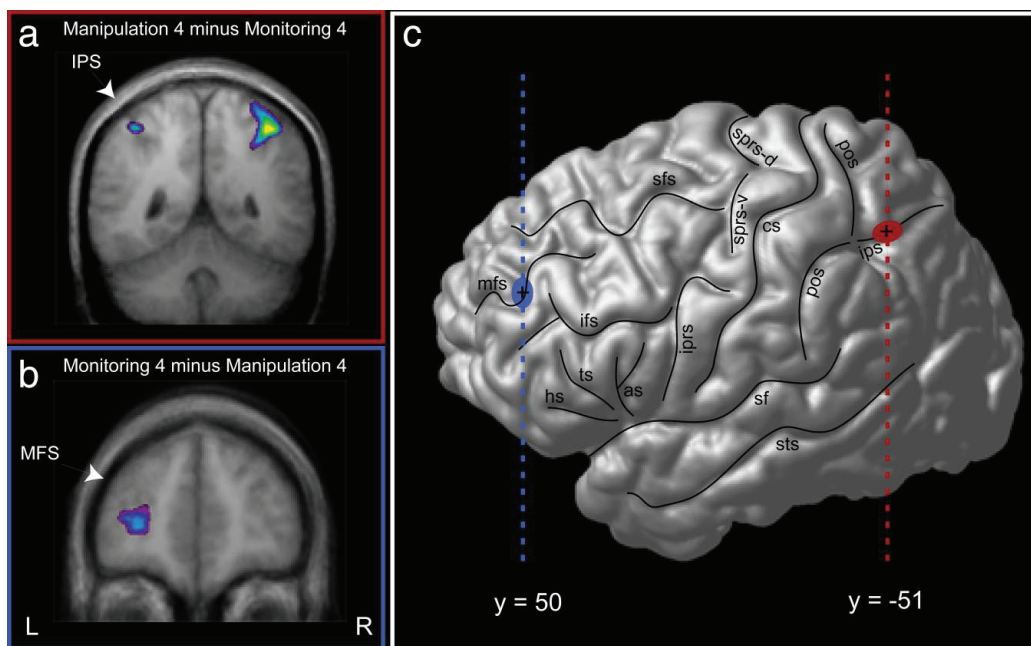 a
Manipulation 4 minus Monitoring 4
IPS
b
Monitoring 4 minus Manipulation 4
MFS
L
R
c
sprs-d
pos
sfs
sprs-v
cs
ips
mfs
pos
ifs
iprs
ts
as
hs
sf
sts
y = 50
y = -51